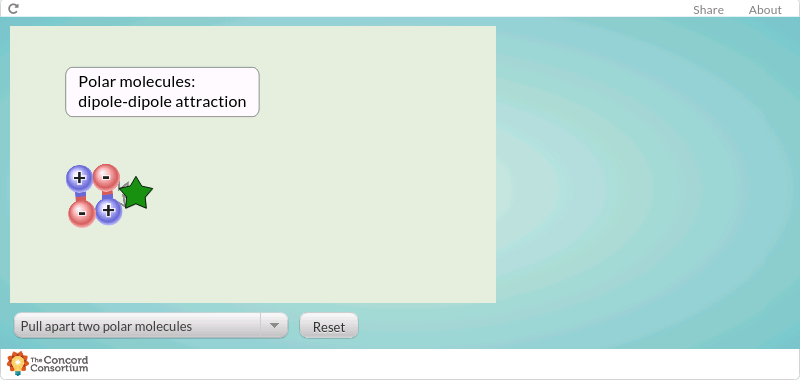 Share About
Polar molecules:
dipole-dipole attraction
+ -
- +
Pull apart two polar molecules Reset
The Concord
Consortium